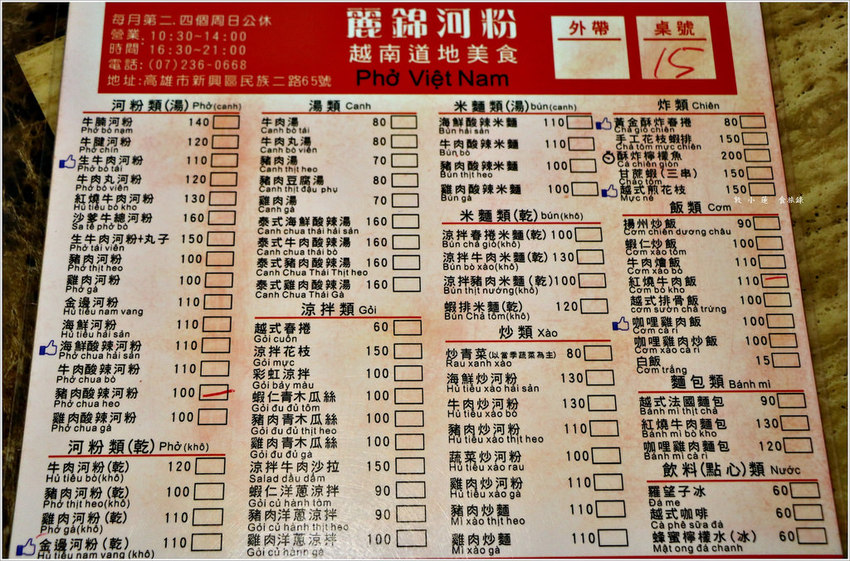 每月第二.四個周日公休
營業. 10:30~14:00
時間: 16:30~21:00
電話: (07)236-0668
地址:高雄市新興區民族二路65號
麗錦河粉
越南道地美食
Phở Việt Nam
外帶
桌號
15
河粉類(湯) Phở(canh)
牛腩河粉 140
Phở bò nạm
牛腱河粉 120
Phở chín
生牛肉河粉 110
Phở bò tái
牛肉丸河粉 120
Phở bò viên
紅燒牛肉河粉 130
Hủ tiếu bò kho
沙爹牛總河粉 160
Sa tế phở bò
生牛肉河粉+丸子 150
Phở tái viên
豬肉河粉 100
Phở thịt heo
雞肉河粉 100
Phở gà
金邊河粉 110
Hủ tiếu nam vang
海鮮河粉 110
Hủ tiếu hải sản
海鮮酸辣河粉 110
Phở chua hải sản
牛肉酸辣河粉 110
Phở chua bò
豬肉酸辣河粉 100
Phở chua heo
雞肉酸辣河粉 100
Phở chua gà
河粉類(乾) Phở(khô)
牛肉河粉(乾) 120
Hủ tiếu bò(khô)
豬肉河粉(乾) 100
Phở thịt heo(khô)
雞肉河粉(乾) 110
Phở gà(khô)
金邊河粉(乾) 110
Hủ tiếu nam vang (khô)
湯類 Canh
牛肉湯 80
Canh bò tái
牛肉丸湯 80
Canh bò viên
豬肉湯 70
Canh thịt heo
豬肉豆腐湯 80
Canh thịt đậu phụ
雞肉湯 70
Canh gà
泰式海鮮酸辣湯 160
Canh chua thái hải sản
泰式牛肉酸辣湯 160
Canh chua thái bò
泰式豬肉酸辣湯 160
Canh Chua Thái Thịt heo
泰式雞肉酸辣湯 160
Canh Chua Thái Gà
涼拌類 Gỏi
越式春捲 60
Gỏi cuốn
涼拌花枝 150
Gỏi mực
彩虹涼拌 100
Gỏi bảy màu
蝦仁青木瓜絲 100
Gỏi đu đủ tôm
豬肉青木瓜絲 100
Gỏi đu đủ thịt heo
雞肉青木瓜絲 100
Gỏi đu đủ gà
涼拌牛肉沙拉 150
Salad dầu dấm
蝦仁洋蔥涼拌 90
Gỏi củ hành tôm
豬肉洋蔥涼拌 90
Gỏi củ hành thịt heo
雞肉洋蔥涼拌 90
Gỏi củ hành gà
米麵類(湯) bún(canh)
海鮮酸辣米麵 110
Bún hải sản
牛肉酸辣米麵 110
Bún bò
豬肉酸辣米麵 100
Bún thịt heo
雞肉酸辣米麵 100
Bún gà
米麵類(乾) bún(khô)
涼拌春捲米麵(乾) 100
Bún chả giò(khô)
涼拌牛肉米麵(乾) 130
Bún bò xào(khô)
涼拌豬肉米麵(乾) 100
Bún thịt nướng(khô)
蝦排米麵(乾) 120
Bún Chả tôm(khô)
炒類 Xào
炒青菜(以當季蔬菜為主) 80
Rau xanh xào
海鮮炒河粉 130
Hủ tiếu xào hải sản
牛肉炒河粉 130
Hủ tiếu xào bò
豬肉炒河粉 110
Hủ tiếu xào thịt heo
蔬菜炒河粉 100
Hủ tiếu xào rau
雞肉炒河粉 110
Hủ tiếu xào gà
豬肉炒麵 110
Mì xào thịt heo
雞肉炒麵 110
Mì xào gà
炸類 Chiên
黃金酥炸春捲 80
Chả giò chiên
手工花枝蝦排 150
Chả tôm mực chiên
酥炸檸檬魚 200
Cá chiên giòn
甘蔗蝦(三串) 150
Chạo tôm
越式煎花枝 150
Mực né
牧 小 蓮 食旅錄
飯類 Cơm
揚州炒飯 90
Cơm chiên dương châu
蝦仁炒飯 100
Cơm xào tôm
牛肉燴飯 110
Cơm xào bò
紅燒牛肉飯 110
Cơm bò kho
越式排骨飯 100
cơm sườn chả trứng
咖哩雞肉飯 110
Cơm cà ri
咖哩雞肉炒飯 110
Cơm xào cà ri
白飯 15
Cơm trắng
麵包類 Bánh mì
越式法國麵包 90
Bánh mì thịt chả
紅燒牛肉麵包 130
Bánh mì bò kho
咖哩雞肉麵包 120
Bánh mì cà ri
飲料(點心)類 Nước
羅望子冰 60
Đá me
越式咖啡 60
Cà phê sữa đá
蜂蜜檸檬水(冰) 60
Mật ong đá chanh